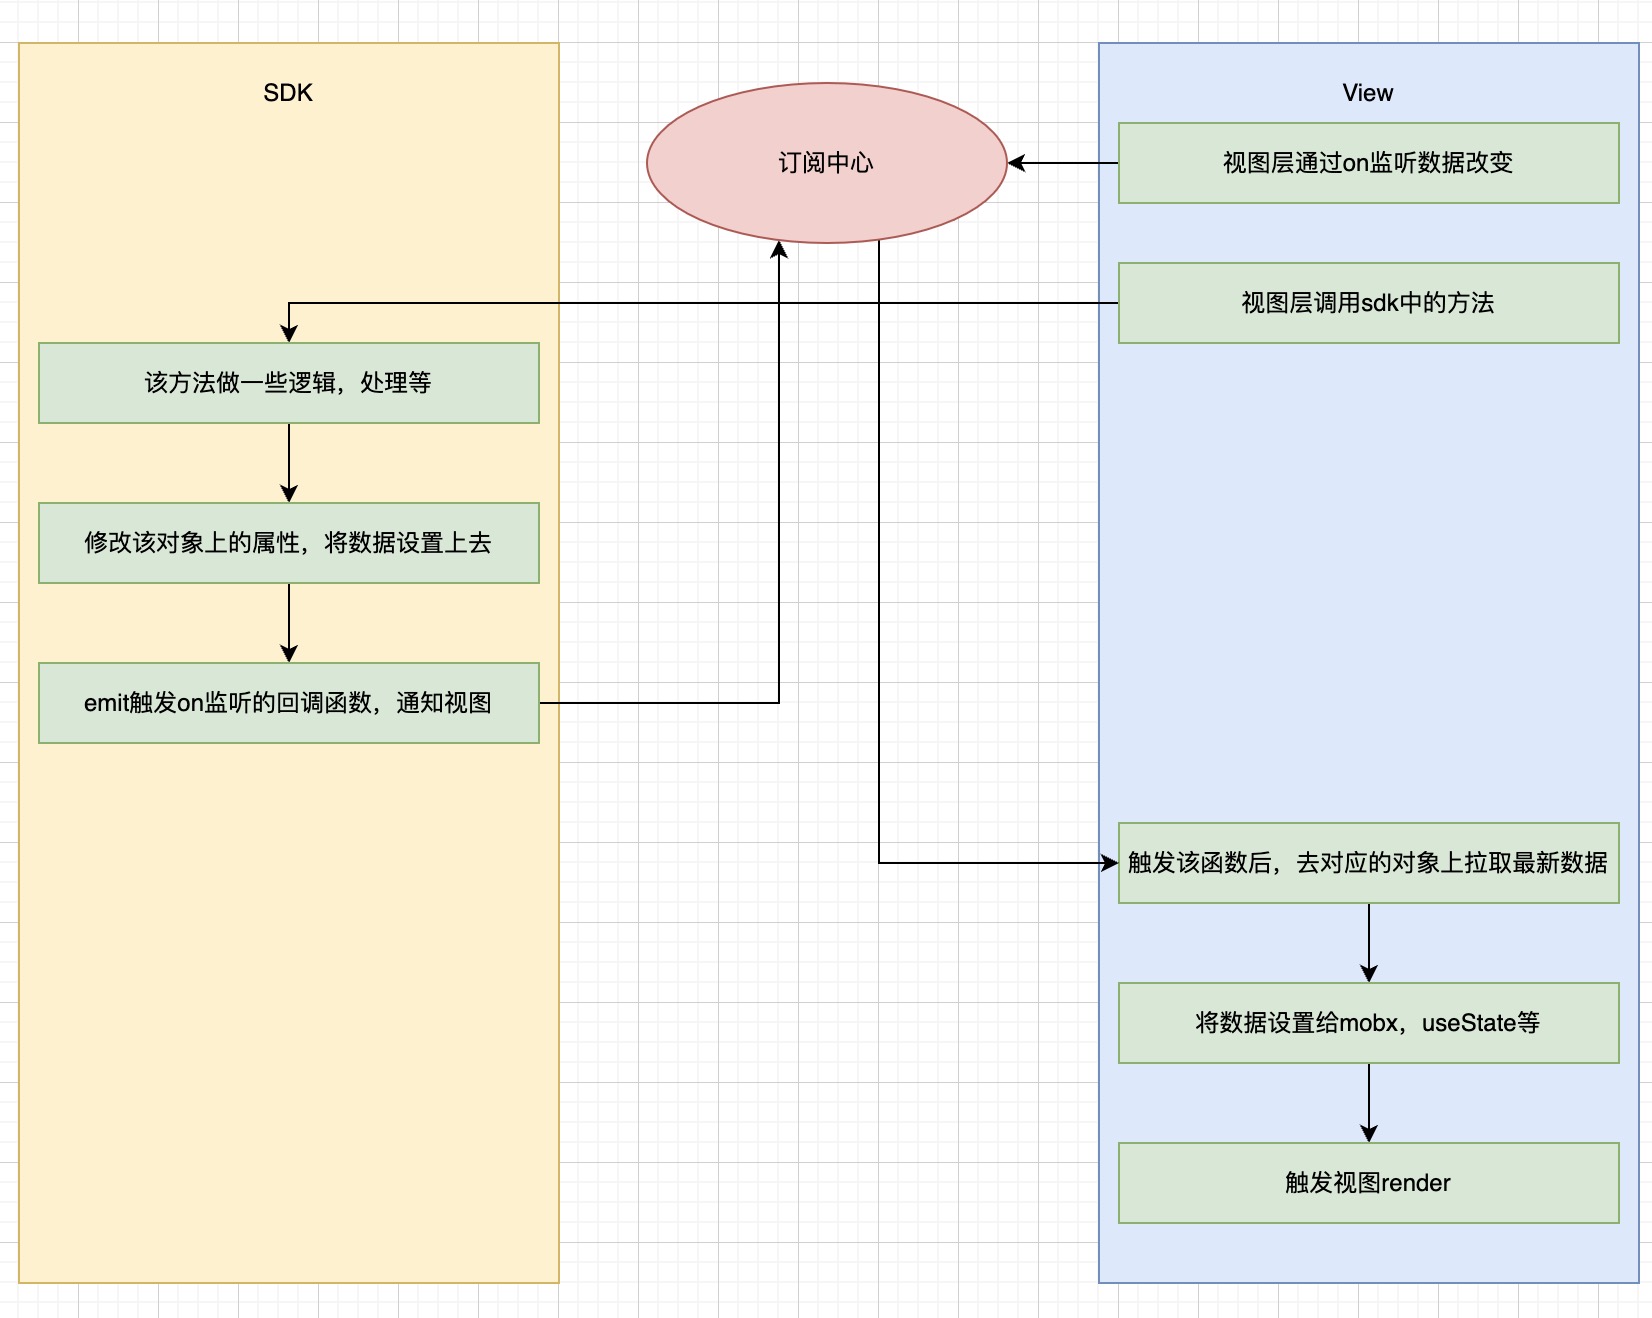 SDK
订阅中心
View
视图层通过on监听数据改变
视图层调用sdk中的方法
该方法做一些逻辑，处理等
修改该对象上的属性，将数据设置上去
emit触发on监听的回调函数，通知视图
触发该函数后，去对应的对象上拉取最新数据
将数据设置给mobx，useState等
触发视图render